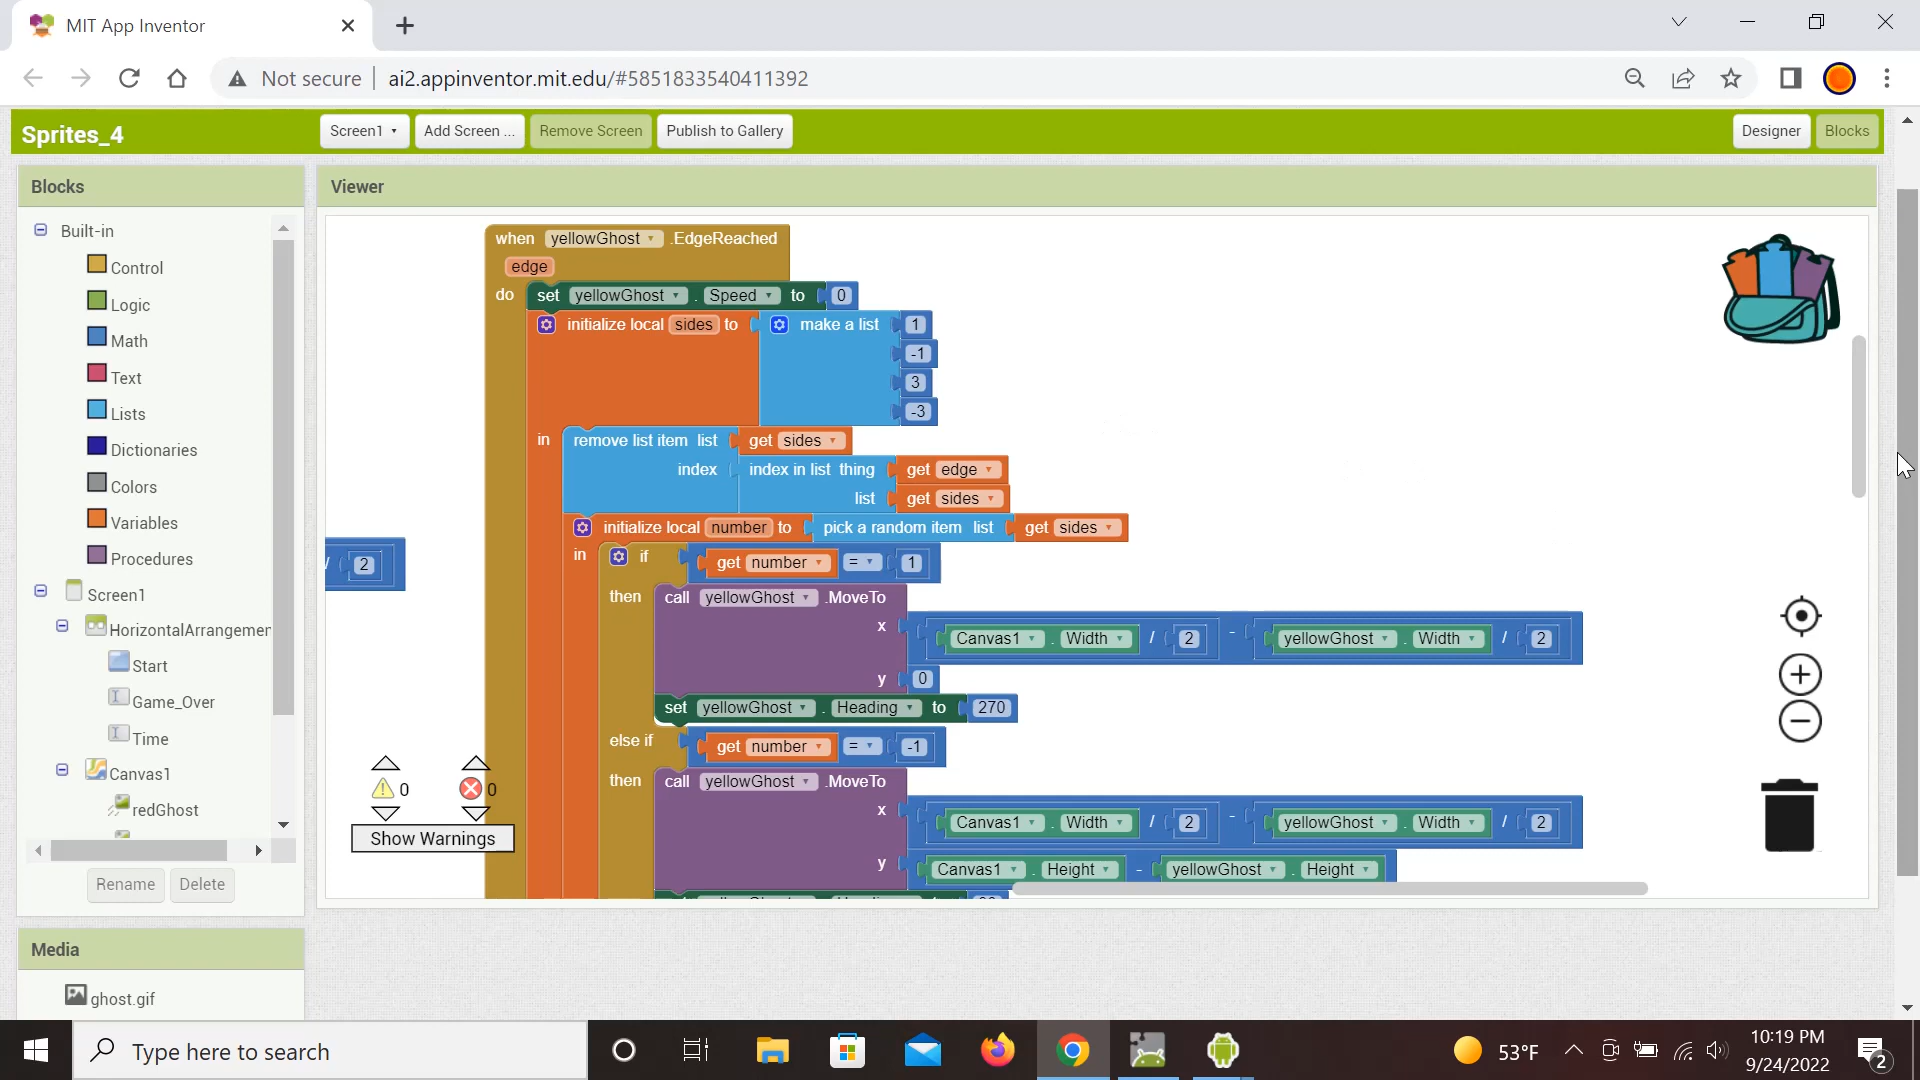 MIT App Inventor
Not secure ai2.appinventor.mit.edu/#5851833540411392
Sprites_4
Screen1
Add Screen ...
Remove Screen
Publish to Gallery
Designer
Blocks
Blocks
Viewer
Built-in
Control
Logic
Math
Text
Lists
Dictionaries
Colors
Variables
Procedures
Screen1
HorizontalArrangemer
Start
Game_Over
Time
Canvas1
redGhost
Rename
Delete
Media
ghost.gif
/ 2
when yellowGhost .EdgeReached
edge
do set yellowGhost . Speed to 0
initialize local sides to make a list 1
-1
3
-3
in remove list item list get sides
index index in list thing get edge
list get sides
initialize local number to pick a random item list get sides
in if get number = 1
then call yellowGhost .MoveTo
x Canvas1 . Width / 2 - yellowGhost . Width / 2
y 0
set yellowGhost . Heading to 270
else if get number = -1
then call yellowGhost .MoveTo
x Canvas1 . Width / 2 - yellowGhost . Width / 2
y Canvas1 . Height - yellowGhost . Height
0
0
Show Warnings
Type here to search
53°F
10:19 PM
9/24/2022
2